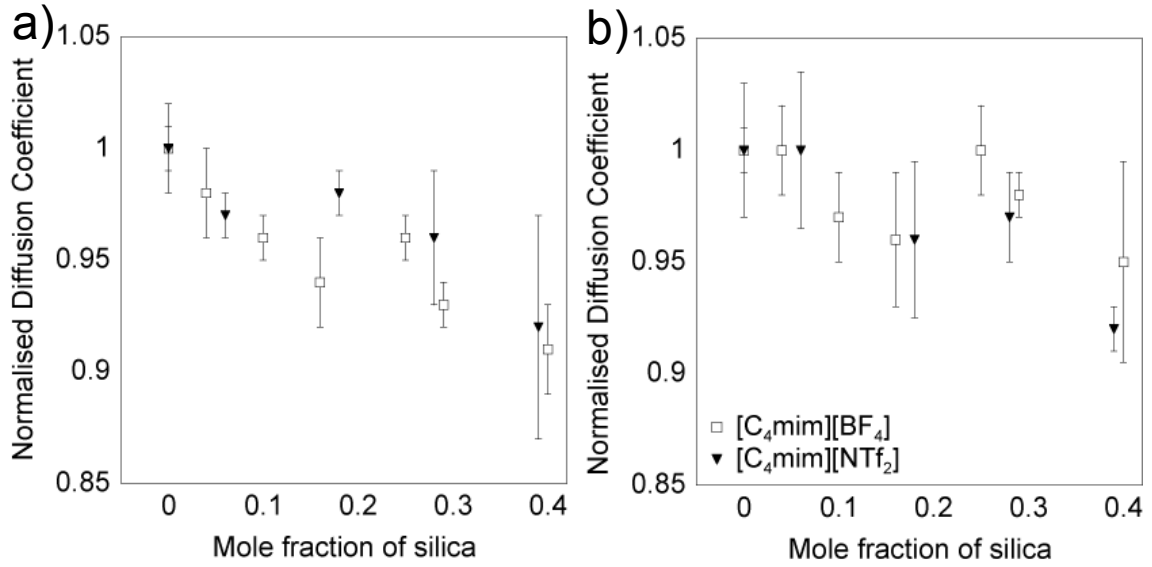 a)
1.05
1
0.95
0.9
0.85
Normalised Diffusion Coefficient
0 0.1 0.2 0.3 0.4
Mole fraction of silica
b)
1.05
1
0.95
0.9
0.85
Normalised Diffusion Coefficient
[C₄mim][BF₄]
[C₄mim][NTf₂]
0 0.1 0.2 0.3 0.4
Mole fraction of silica